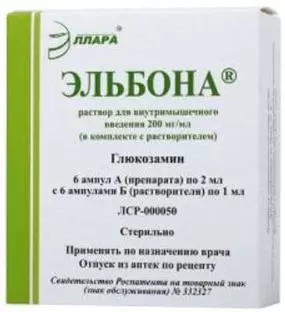 ЭЛЛАРА®
ЭЛЬБОНА®
раствор для внутримышечного
введения 200 мг/мл
(в комплекте с растворителем)
Глюкозамин
6 ампул А (препарата) по 2 мл
с 6 ампулами Б (растворителя) по 1 мл
ЛСР-000050
Стерильно
Применять по назначению врача
Отпуск из аптек по рецепту
Свидетельство Роспатента на товарный знак
(знак обслуживания) № 332327